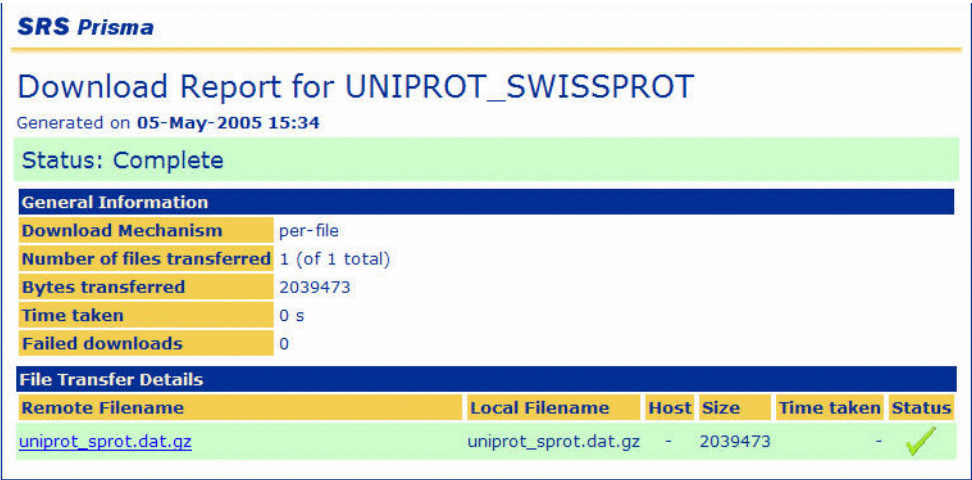 SRS Prisma
Download Report for UNIPROT_SWISSPROT
Generated on 05-May-2005 15:34
Status: Complete
General Information
Download Mechanism per-file
Number of files transferred 1 (of 1 total)
Bytes transferred 2039473
Time taken 0 s
Failed downloads 0
File Transfer Details
Remote Filename Local Filename Host Size Time taken Status
uniprot_sprot.dat.gz uniprot_sprot.dat.gz - 2039473 -